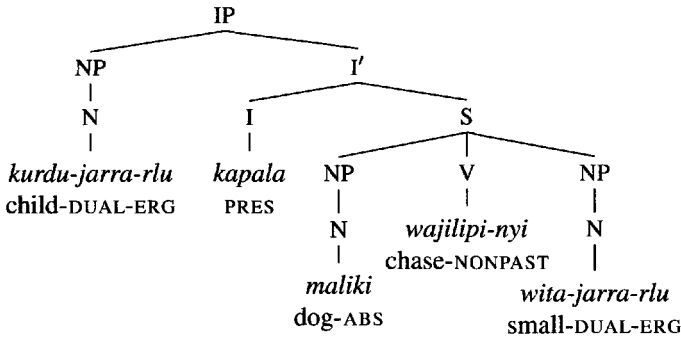 IP
NP I′
N I S
kurdu-jarra-rlu kapala NP V NP
child-DUAL-ERG PRES
N wajilipi-nyi N
chase-NONPAST
maliki wita-jarra-rlu
dog-ABS small-DUAL-ERG